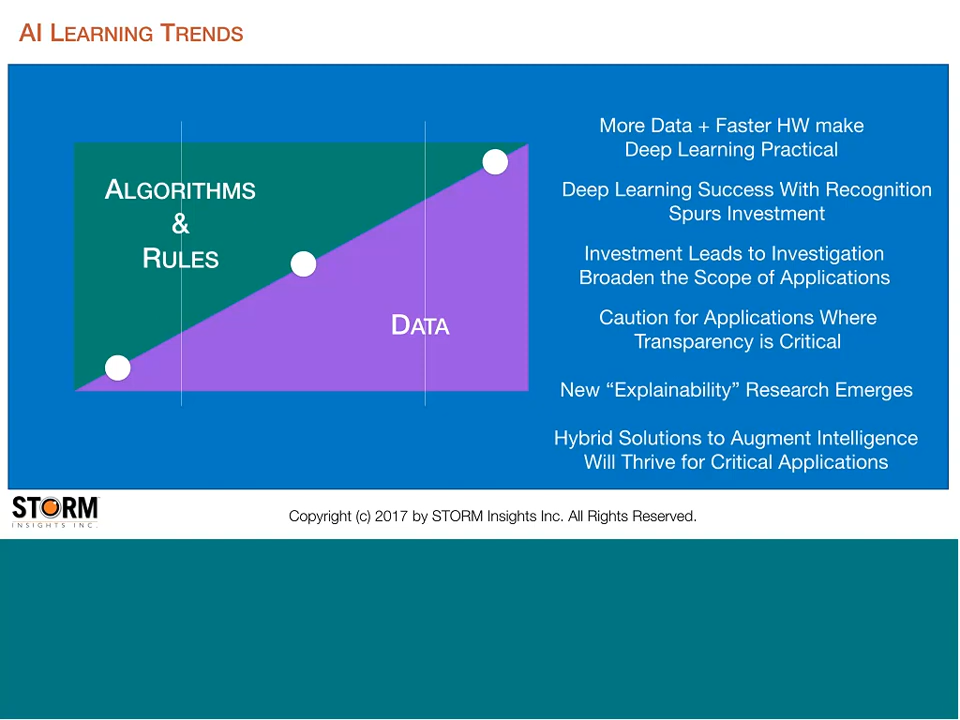 AI LEARNING TRENDS
ALGORITHMS
&
RULES
DATA
More Data + Faster HW make
Deep Learning Practical
Deep Learning Success With Recognition
Spurs Investment
Investment Leads to Investigation
Broaden the Scope of Applications
Caution for Applications Where
Transparency is Critical
New “Explainability” Research Emerges
Hybrid Solutions to Augment Intelligence
Will Thrive for Critical Applications
STORM
INSIGHTS INC.
Copyright (c) 2017 by STORM Insights Inc. All Rights Reserved.